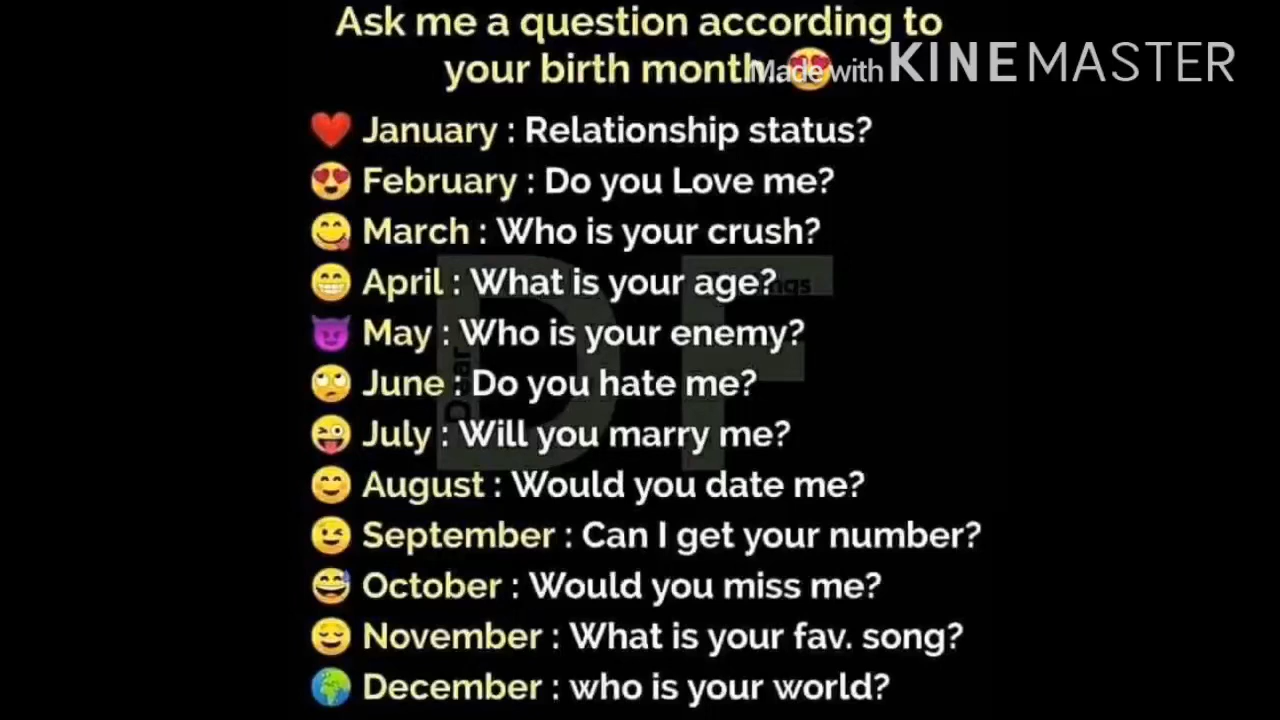 Ask me a question according to
your birth month. 😍 Made with KINEMASTER
❤️ January : Relationship status?
😍 February : Do you Love me?
😋 March : Who is your crush?
😁 April : What is your age?
😈 May : Who is your enemy?
🙄 June : Do you hate me?
😜 July : Will you marry me?
😊 August : Would you date me?
😉 September : Can I get your number?
😅 October : Would you miss me?
😌 November : What is your fav. song?
🌍 December : who is your world?
DF
Dear